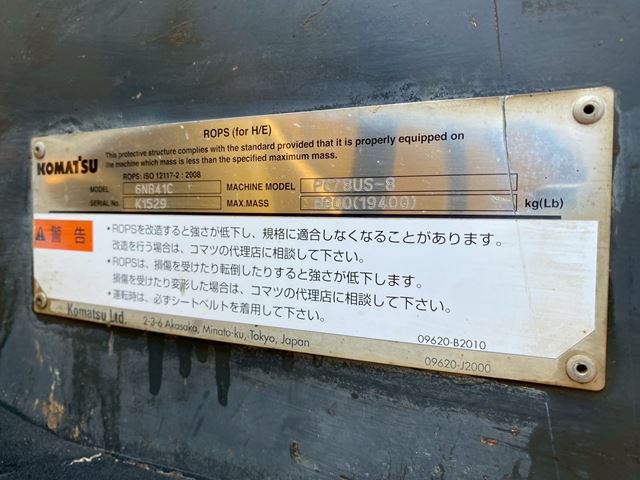 ROPS (for H/E)
KOMATSU
This protective structure complies with the standard provided that it is properly equipped on
the machine which mass is less than the specified maximum mass.
ROPS: ISO 12117-2 : 2008
MODEL 6NB41C MACHINE MODEL PC78US-8
SERIAL No. K1529 MAX.MASS 8800(19400) kg(Lb)
警告
・ROPSを改造すると強さが低下し、規格に適合しなくなることがあります。
改造を行う場合は、コマツの代理店に相談して下さい。
・ROPSは、損傷を受けたり転倒したりすると強さが低下します。
損傷を受けたり変形した場合は、コマツの代理店に相談して下さい。
・運転時は、必ずシートベルトを着用して下さい。
09620-B2010
Komatsu Ltd. 2-3-6 Akasaka, Minato-ku, Tokyo, Japan
09620-J2000